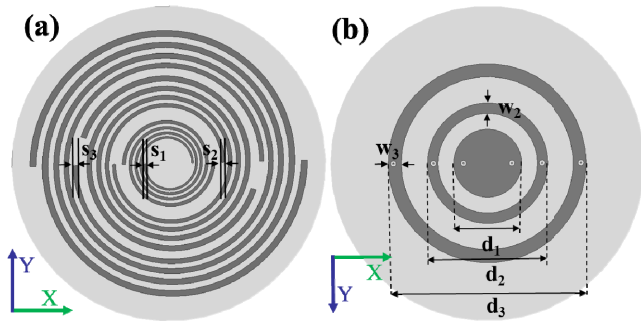 (a)
(b)
s₃
s₁
s₂
w₂
w₃
d₁
d₂
d₃
Y
X
X
Y